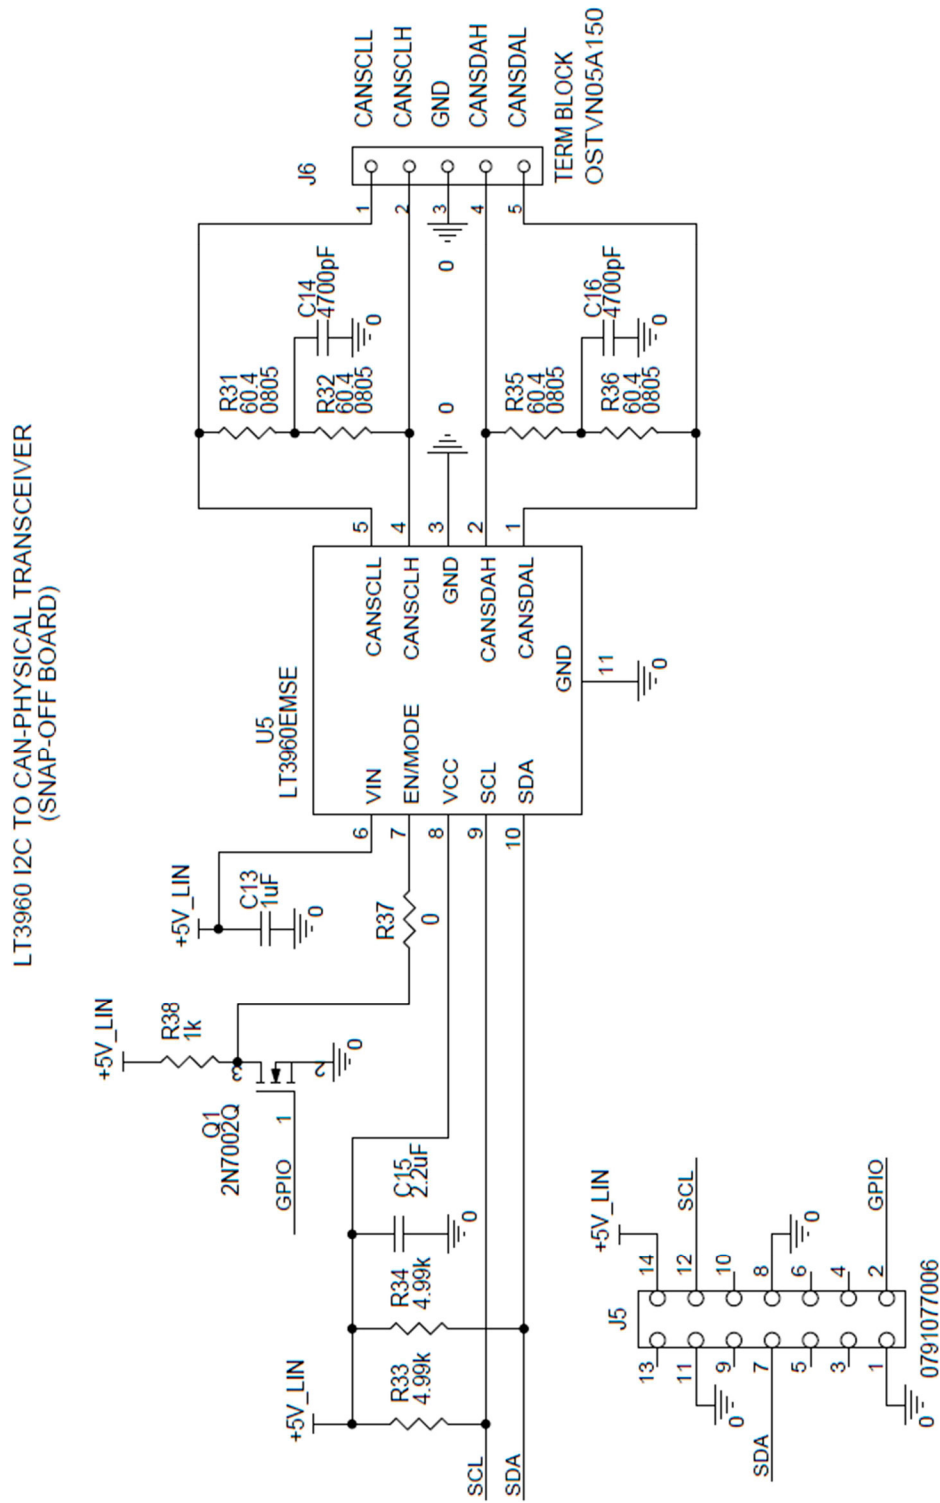 LT3960 I2C TO CAN-PHYSICAL TRANSCEIVER
(SNAP-OFF BOARD)
+5V_LIN
R33
4.99k
R34
4.99k
C15
2.2uF
0
SCL
SDA
GPIO
Q1
2N7002Q
1
3
2
0
+5V_LIN
R38
1k
R37
0
+5V_LIN
C13
1uF
0
U5
LT3960EMSE
6
VIN
7
EN/MODE
8
VCC
9
SCL
10
SDA
CANSCLL
5
CANSCLH
4
GND
3
CANSDAH
2
CANSDAL
1
GND
11
0
0
R31
60.4
0805
R32
60.4
0805
C14
4700pF
0
R35
60.4
0805
R36
60.4
0805
C16
4700pF
0
0
J6
1
CANSCLL
2
CANSCLH
3
GND
4
CANSDAH
5
CANSDAL
TERM BLOCK
OSTVN05A150
J5
+5V_LIN
13
14
11
12
SCL
0
9
10
SDA
7
8
0
5
6
3
4
1
2
GPIO
0
0791077006